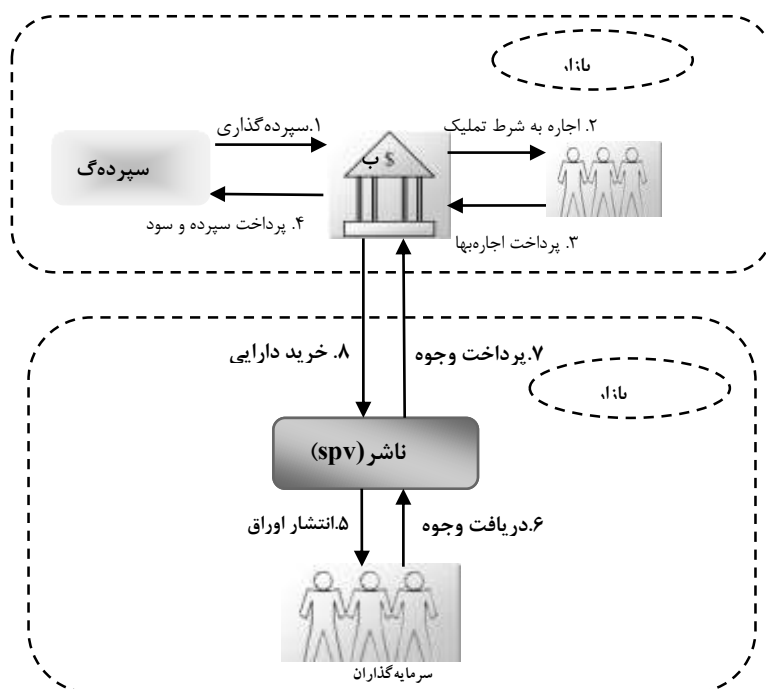 بازار
۱.سپرده‌گذاری
۲. اجاره به شرط تملیک
سپرده‌گ
ب $
۴. پرداخت سپرده و سود
۳. پرداخت اجاره‌بها
۸. خرید دارایی
۷.پرداخت وجوه
بازار
ناشر(spv)
۵.انتشار اوراق
۶.دریافت وجوه
سرمایه‌گذاران